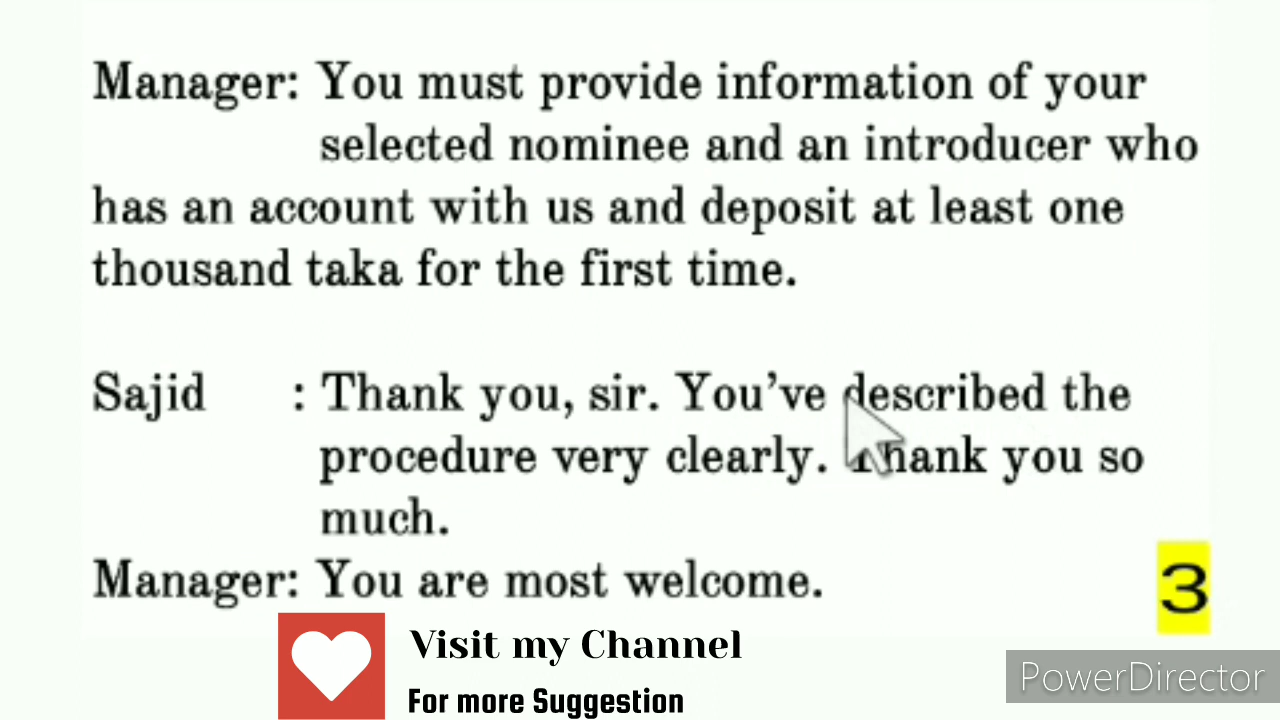 Manager: You must provide information of your
selected nominee and an introducer who
has an account with us and deposit at least one
thousand taka for the first time.
Sajid : Thank you, sir. You’ve described the
procedure very clearly. Thank you so
much.
Manager: You are most welcome.
3
Visit my Channel
For more Suggestion
PowerDirector